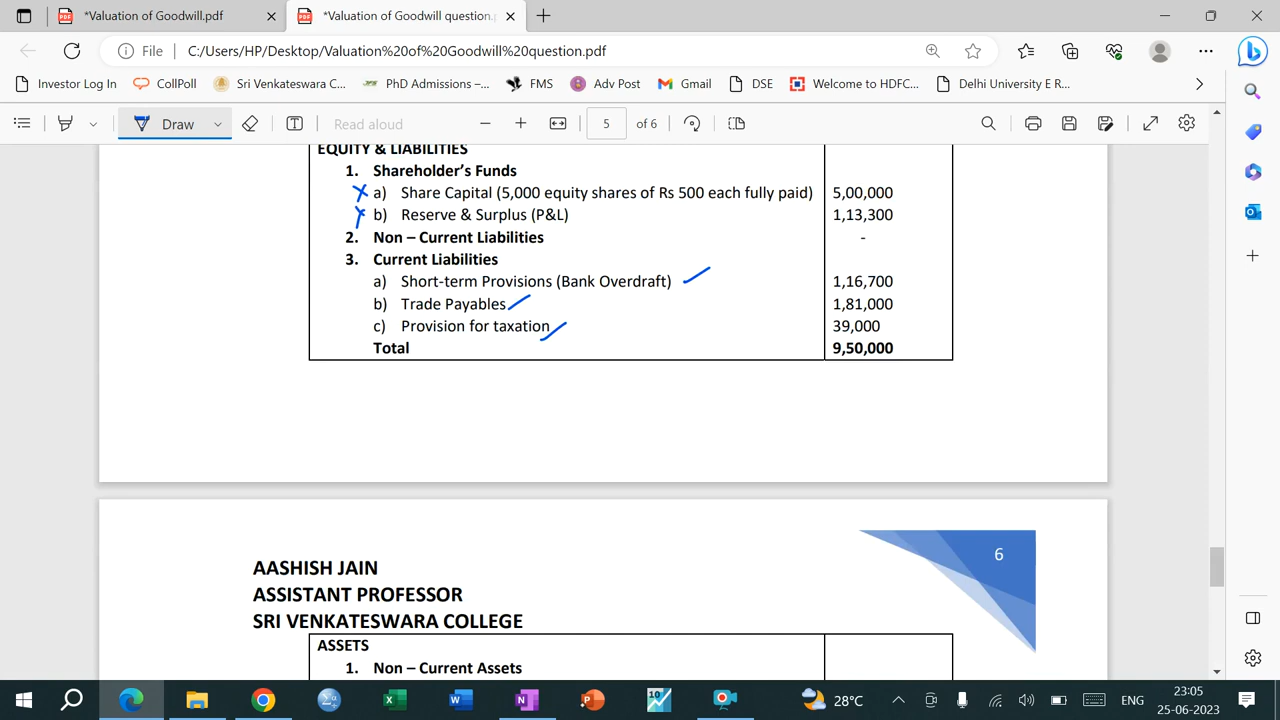 *Valuation of Goodwill.pdf
*Valuation of Goodwill question.p
File C:/Users/HP/Desktop/Valuation%20of%20Goodwill%20question.pdf
Investor Log In CollPoll Sri Venkateswara C... PhD Admissions –... FMS Adv Post Gmail DSE Welcome to HDFC... Delhi University E R...
Draw Read aloud 5 of 6
EQUITY & LIABILITIES
1. Shareholder's Funds
a) Share Capital (5,000 equity shares of Rs 500 each fully paid) 5,00,000
b) Reserve & Surplus (P&L) 1,13,300
2. Non – Current Liabilities -
3. Current Liabilities
a) Short-term Provisions (Bank Overdraft) 1,16,700
b) Trade Payables 1,81,000
c) Provision for taxation 39,000
Total 9,50,000
6
AASHISH JAIN
ASSISTANT PROFESSOR
SRI VENKATESWARA COLLEGE
ASSETS
1. Non – Current Assets
28°C ENG 23:05
25-06-2023